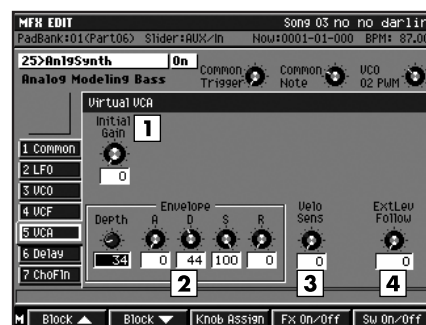 MFX EDIT Song 03 no no darlin
PadBank:01(Part06) Slider:AUX/In Now:0001-01-000 BPM: 87.00
25>An19Synth On
Analog Modeling Bass
Common Trigger
Common Note
VCO 02 PWM
Virtual VCA
Initial Gain
1
0
1 Common
2 LFO
3 VCO
4 VCF
5 VCA
6 Delay
7 ChoFln
Envelope
Depth A D S R
34 0 44 100 0
2
Velo Sens
0
3
ExtLev Follow
0
4
M Block ▲ Block ▼ Knob Assign FX On/Off SW On/Off